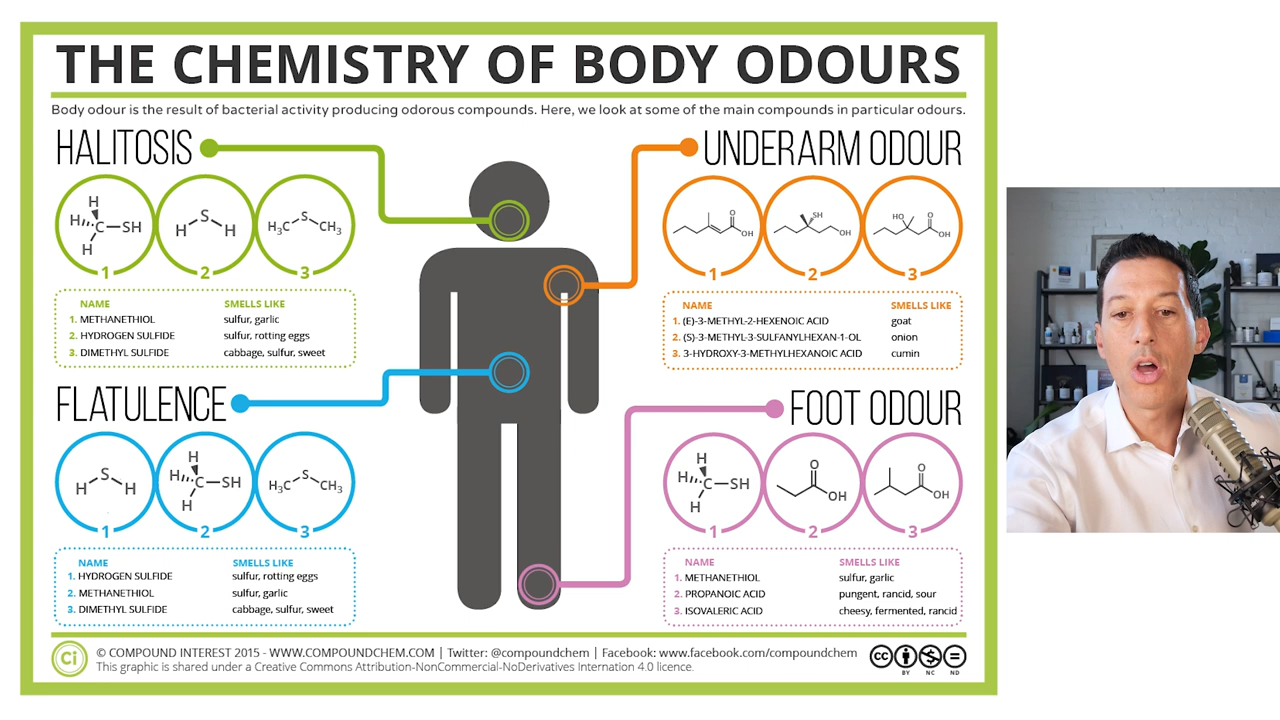 THE CHEMISTRY OF BODY ODOURS
Body odour is the result of bacterial activity producing odorous compounds. Here, we look at some of the main compounds in particular odours.
HALITOSIS
H
H
C
SH
H
1
S
H
H
2
S
H₃C
CH₃
3
NAME SMELLS LIKE
1. METHANETHIOL sulfur, garlic
2. HYDROGEN SULFIDE sulfur, rotting eggs
3. DIMETHYL SULFIDE cabbage, sulfur, sweet
UNDERARM ODOUR
O
OH
1
SH
OH
2
HO
O
OH
3
NAME SMELLS LIKE
1. (E)-3-METHYL-2-HEXENOIC ACID goat
2. (S)-3-METHYL-3-SULFANYLHEXAN-1-OL onion
3. 3-HYDROXY-3-METHYLHEXANOIC ACID cumin
FLATULENCE
S
H
H
1
H
H
C
SH
H
2
S
H₃C
CH₃
3
NAME SMELLS LIKE
1. HYDROGEN SULFIDE sulfur, rotting eggs
2. METHANETHIOL sulfur, garlic
3. DIMETHYL SULFIDE cabbage, sulfur, sweet
FOOT ODOUR
H
H
C
SH
H
1
O
OH
2
O
OH
3
NAME SMELLS LIKE
1. METHANETHIOL sulfur, garlic
2. PROPANOIC ACID pungent, rancid, sour
3. ISOVALERIC ACID cheesy, fermented, rancid
Ci
© COMPOUND INTEREST 2015 - WWW.COMPOUNDCHEM.COM | Twitter: @compoundchem | Facebook: www.facebook.com/compoundchem
This graphic is shared under a Creative Commons Attribution-NonCommercial-NoDerivatives Internation 4.0 licence.
cc
BY NC ND